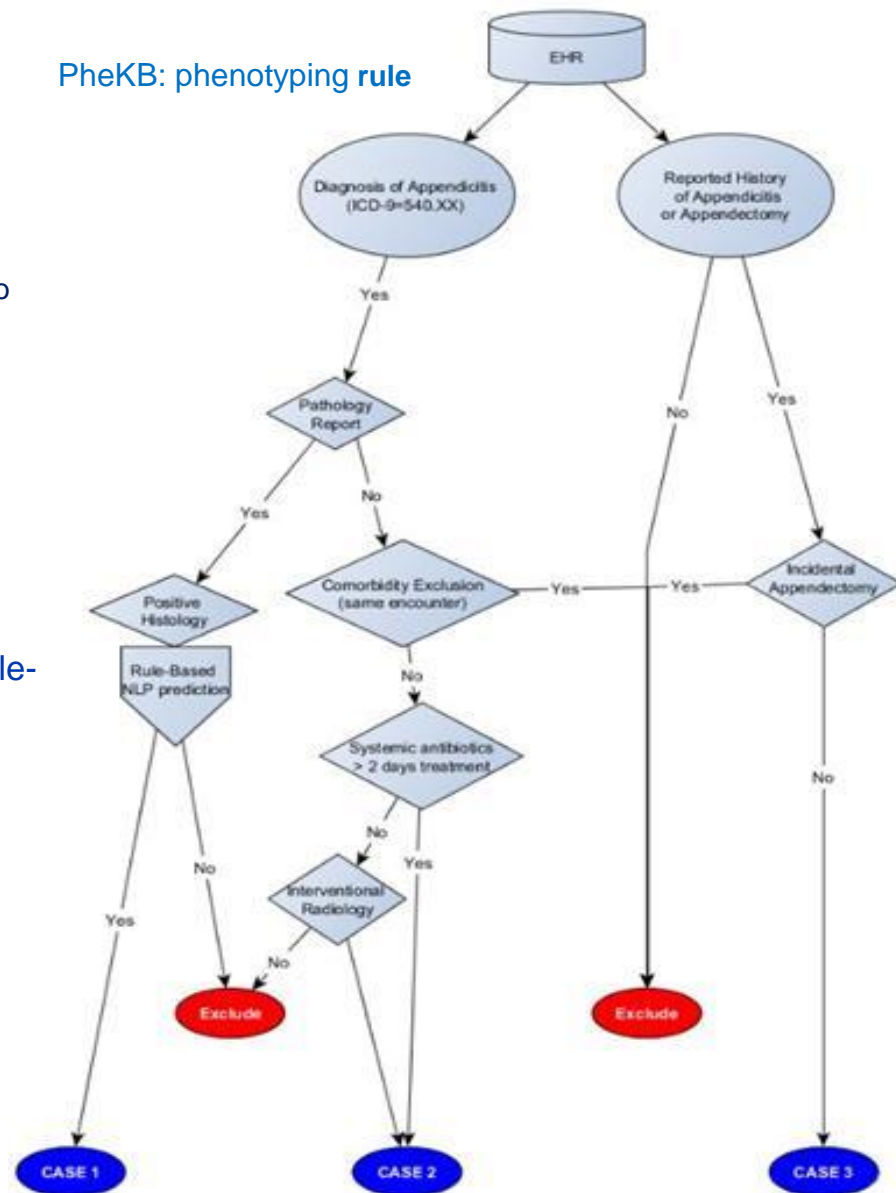 PheKB: phenotyping rule
EHR
Diagnosis of Appendicitis
(ICD-9=540.XX)
Reported History
of Appendicitis
or Appendectomy
Yes
Pathology
Report
No
Yes
Yes
No
Positive
Histology
Comorbidity Exclusion
(same encounter)
Yes
Yes
Incidental
Appendectomy
le-
Rule-Based
NLP prediction
No
Systemic antibiotics
> 2 days treatment
No
No
No
Yes
Interventional
Radiology
Yes
No
Exclude
Exclude
CASE 1
CASE 2
CASE 3